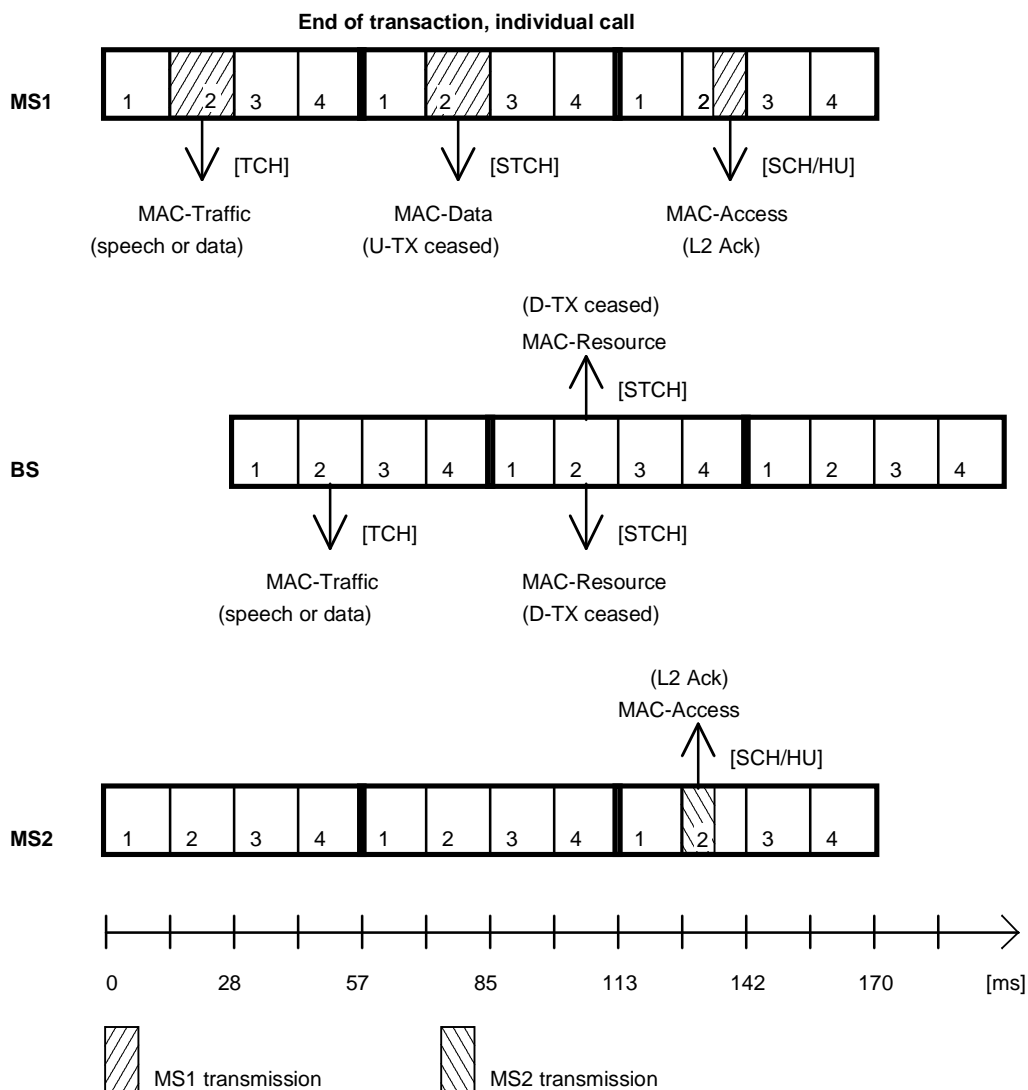 End of transaction, individual call
MS1
1 2 3 4 1 2 3 4 1 2 3 4
[TCH] [STCH] [SCH/HU]
MAC-Traffic MAC-Data MAC-Access
(speech or data) (U-TX ceased) (L2 Ack)
(D-TX ceased)
MAC-Resource
[STCH]
BS
1 2 3 4 1 2 3 4 1 2 3 4
[TCH] [STCH]
MAC-Traffic MAC-Resource
(speech or data) (D-TX ceased)
(L2 Ack)
MAC-Access
[SCH/HU]
MS2
1 2 3 4 1 2 3 4 1 2 3 4
0 28 57 85 113 142 170 [ms]
MS1 transmission MS2 transmission